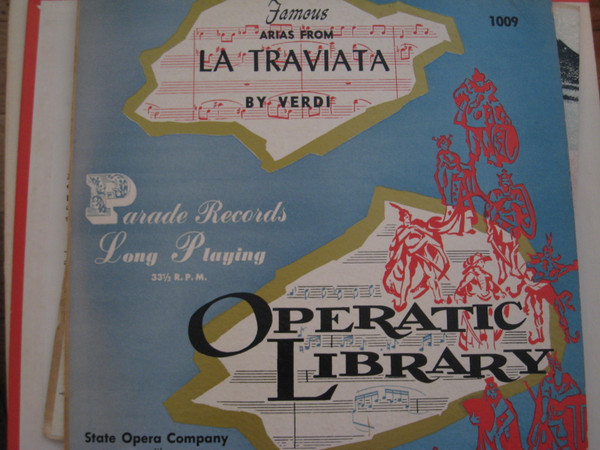 Famous
1009
ARIAS FROM
LA TRAVIATA
BY VERDI
Parade Records
Long Playing
33⅓ R.P.M.
OPERATIC
LIBRARY
State Opera Company